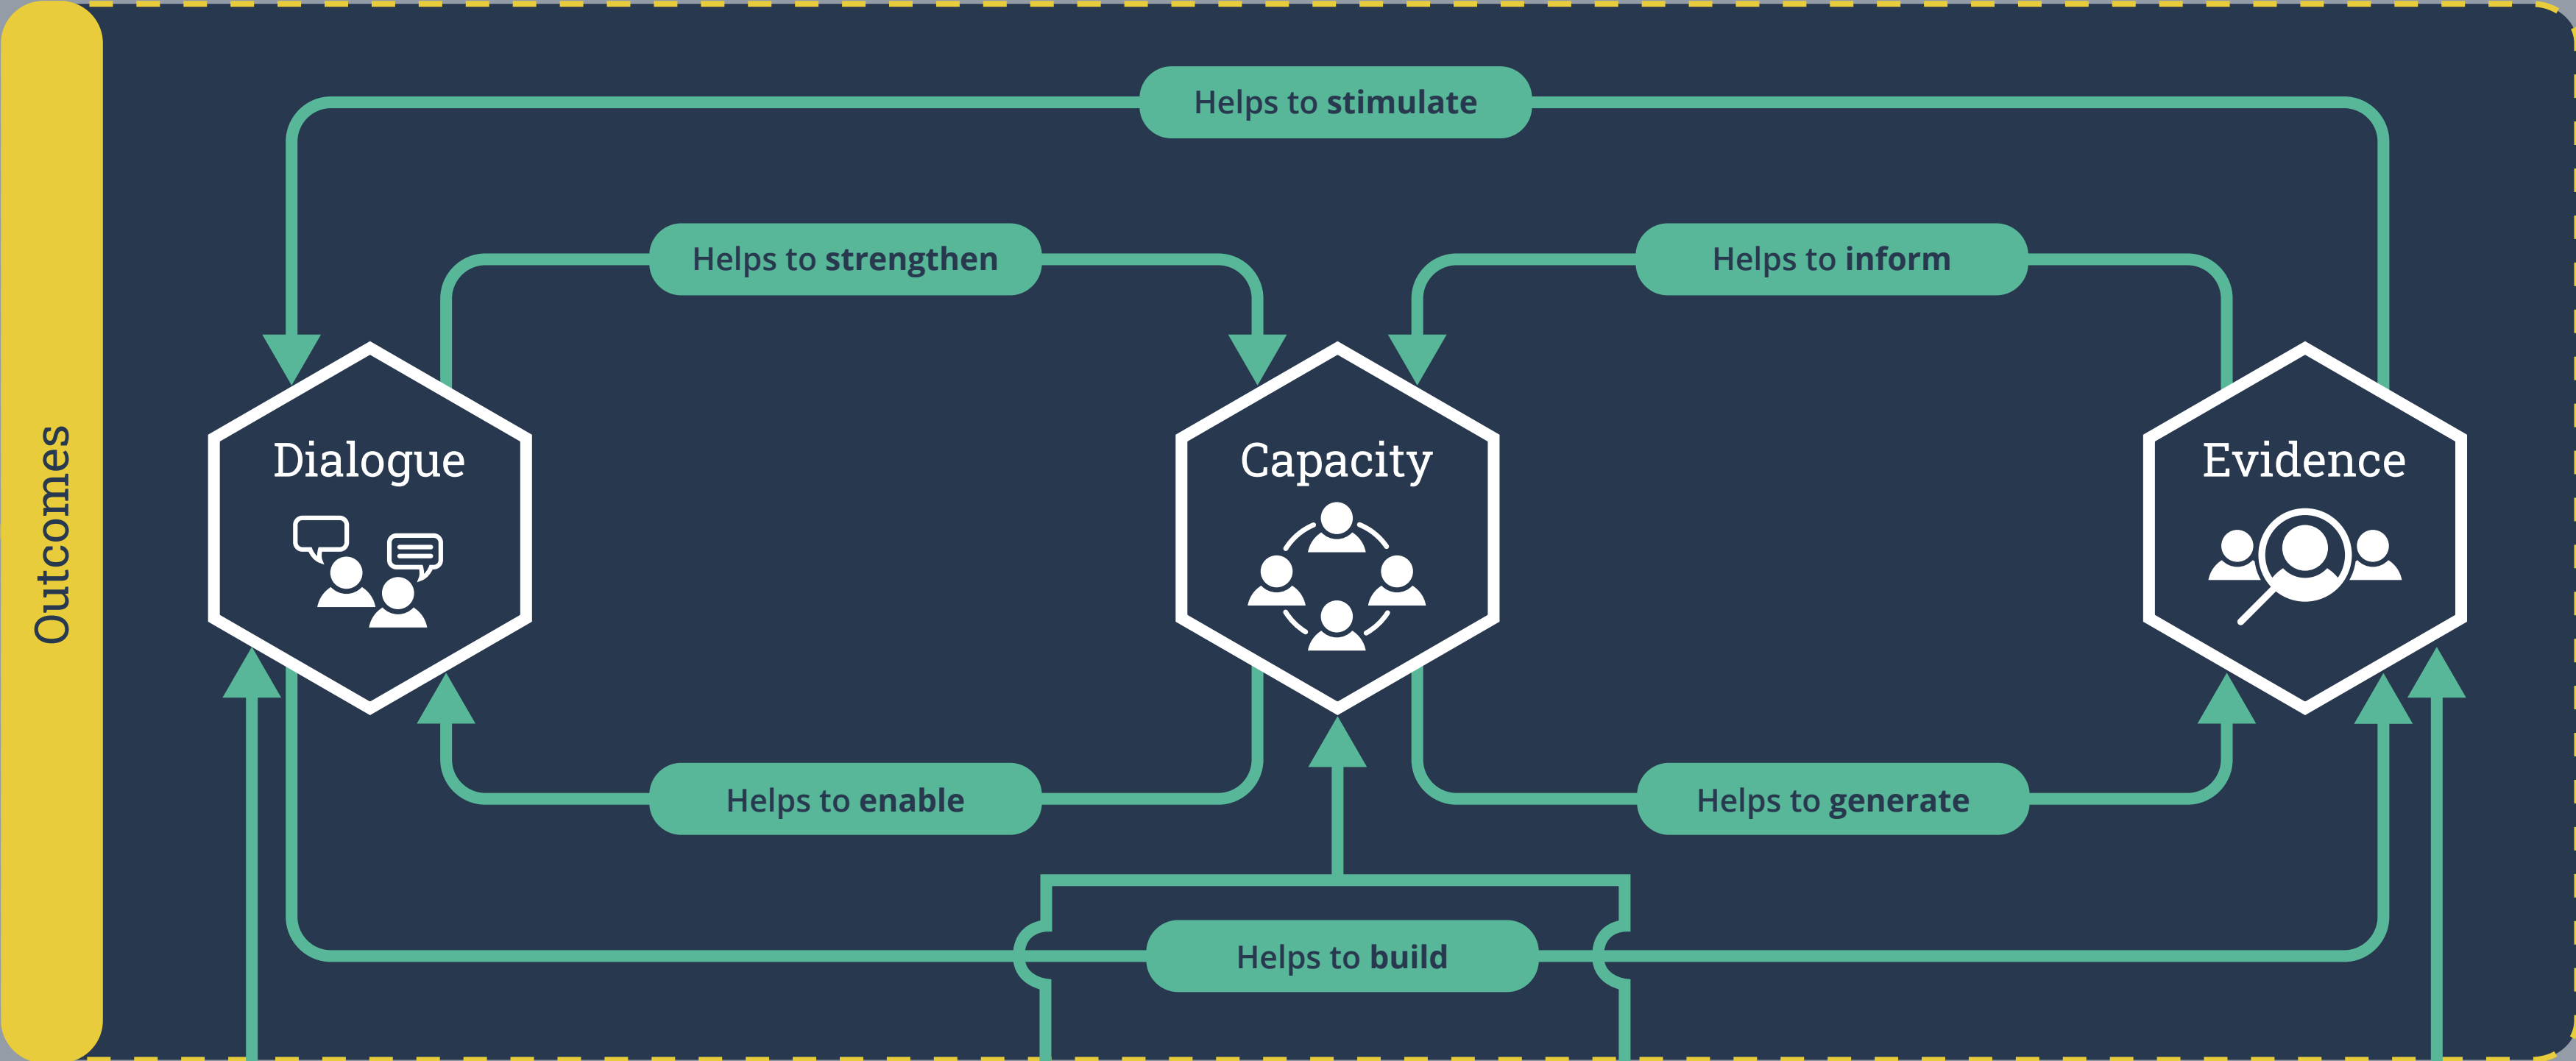 Outcomes
Helps to stimulate
Helps to strengthen
Helps to inform
Dialogue
Capacity
Evidence
Helps to enable
Helps to generate
Helps to build